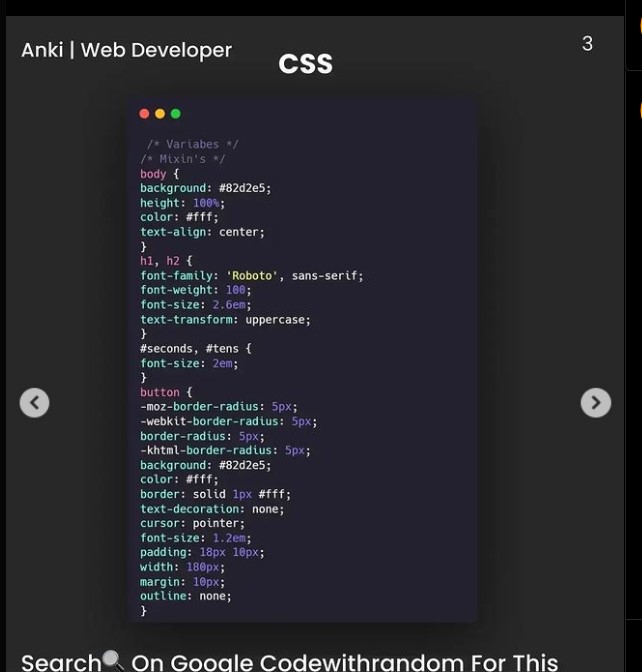 Anki | Web Developer
3
CSS
/* Variabes */
/* Mixin's */
body {
background: #82d2e5;
height: 100%;
color: #fff;
text-align: center;
}
h1, h2 {
font-family: 'Roboto', sans-serif;
font-weight: 100;
font-size: 2.6em;
text-transform: uppercase;
}
#seconds, #tens {
font-size: 2em;
}
button {
-moz-border-radius: 5px;
-webkit-border-radius: 5px;
border-radius: 5px;
-khtml-border-radius: 5px;
background: #82d2e5;
color: #fff;
border: solid 1px #fff;
text-decoration: none;
cursor: pointer;
font-size: 1.2em;
padding: 18px 10px;
width: 180px;
margin: 10px;
outline: none;
}
Search🔍 On Google Codewithrandom For This